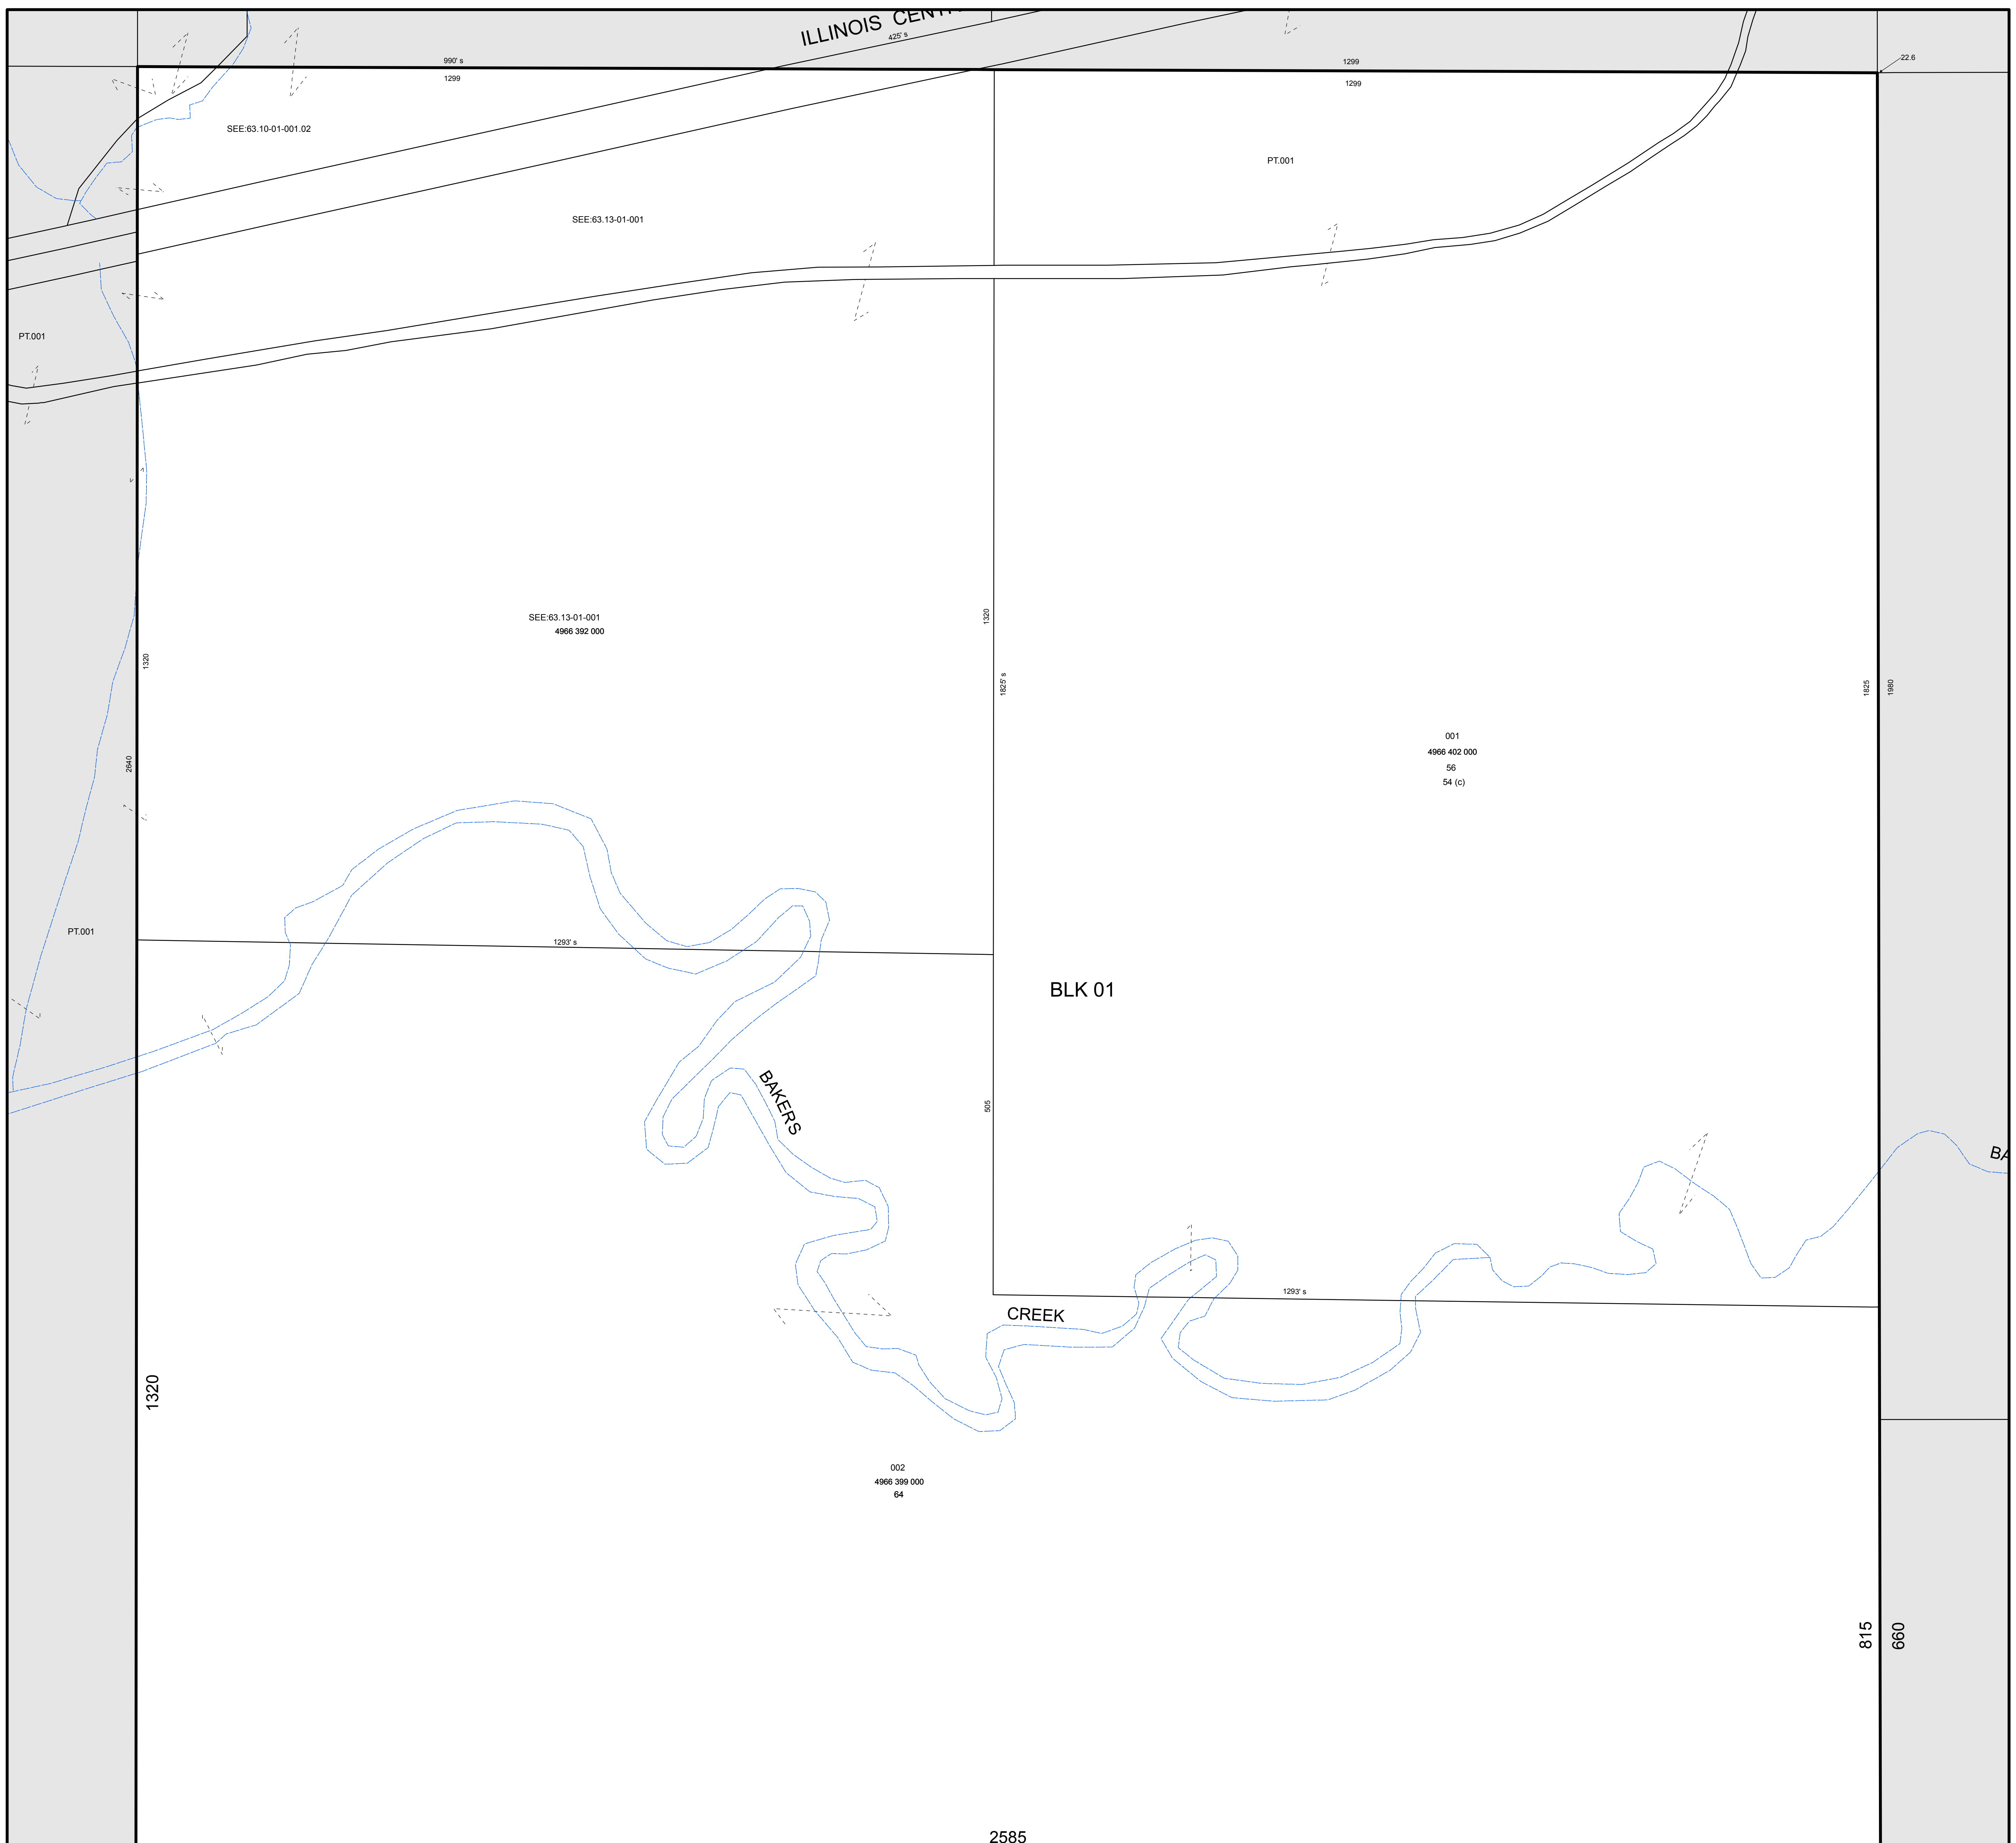 ILLINOIS CENTR
425' s
990' s
1299
1299
1299
22.6
SEE:63.10-01-001.02
PT.001
SEE:63.13-01-001
PT.001
SEE:63.13-01-001
4966 392 000
1320
1320
1825' s
1825
1980
2640
001
4966 402 000
56
54 (c)
PT.001
1293' s
BLK 01
BAKERS
505
BA
1293' s
CREEK
1320
002
4966 399 000
64
815
660
2585